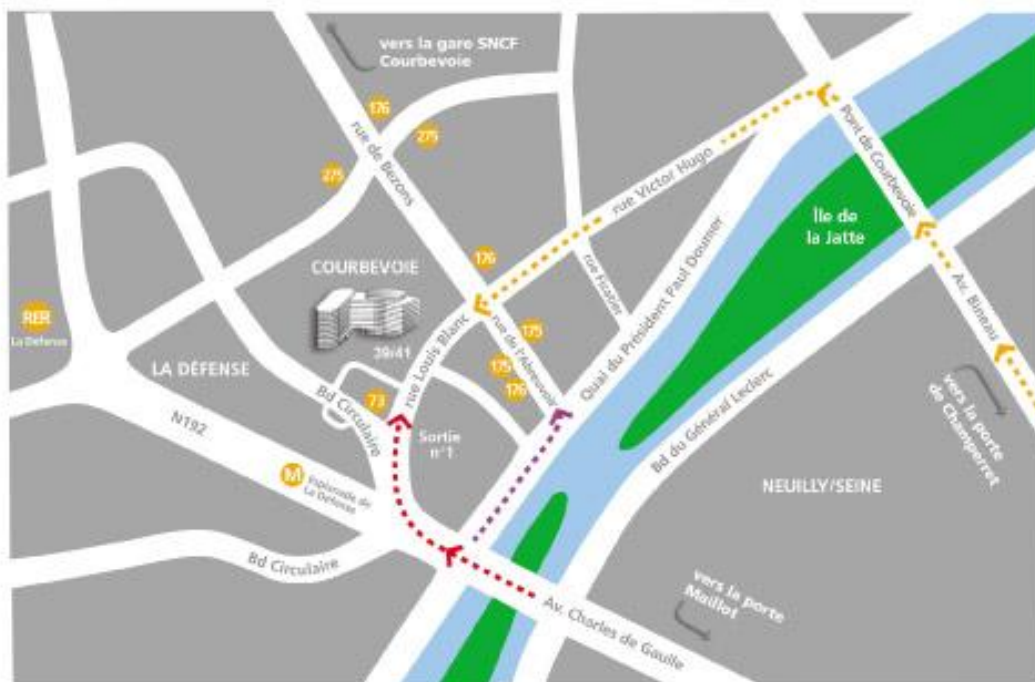 vers la gare SNCF
Courbevoie
176
275
275
rue de Bezons
rue Victor Hugo
Pont de Courbevoie
Île de
la Jatte
COURBEVOIE
176
rue Fizatier
Quai du Président Paul Doumer
Av. Bineau
RER
La Défense
39/41
rue Louis Blanc
rue de l'Abreuvoir
175
175
176
LA DÉFENSE
73
Bd Circulaire
N192
Sortie
n°1
Bd du Général Leclerc
vers la porte
de Champerret
M
Esplanade de
La Défense
NEUILLY/SEINE
Bd Circulaire
Av. Charles de Gaulle
vers la porte
Maillot